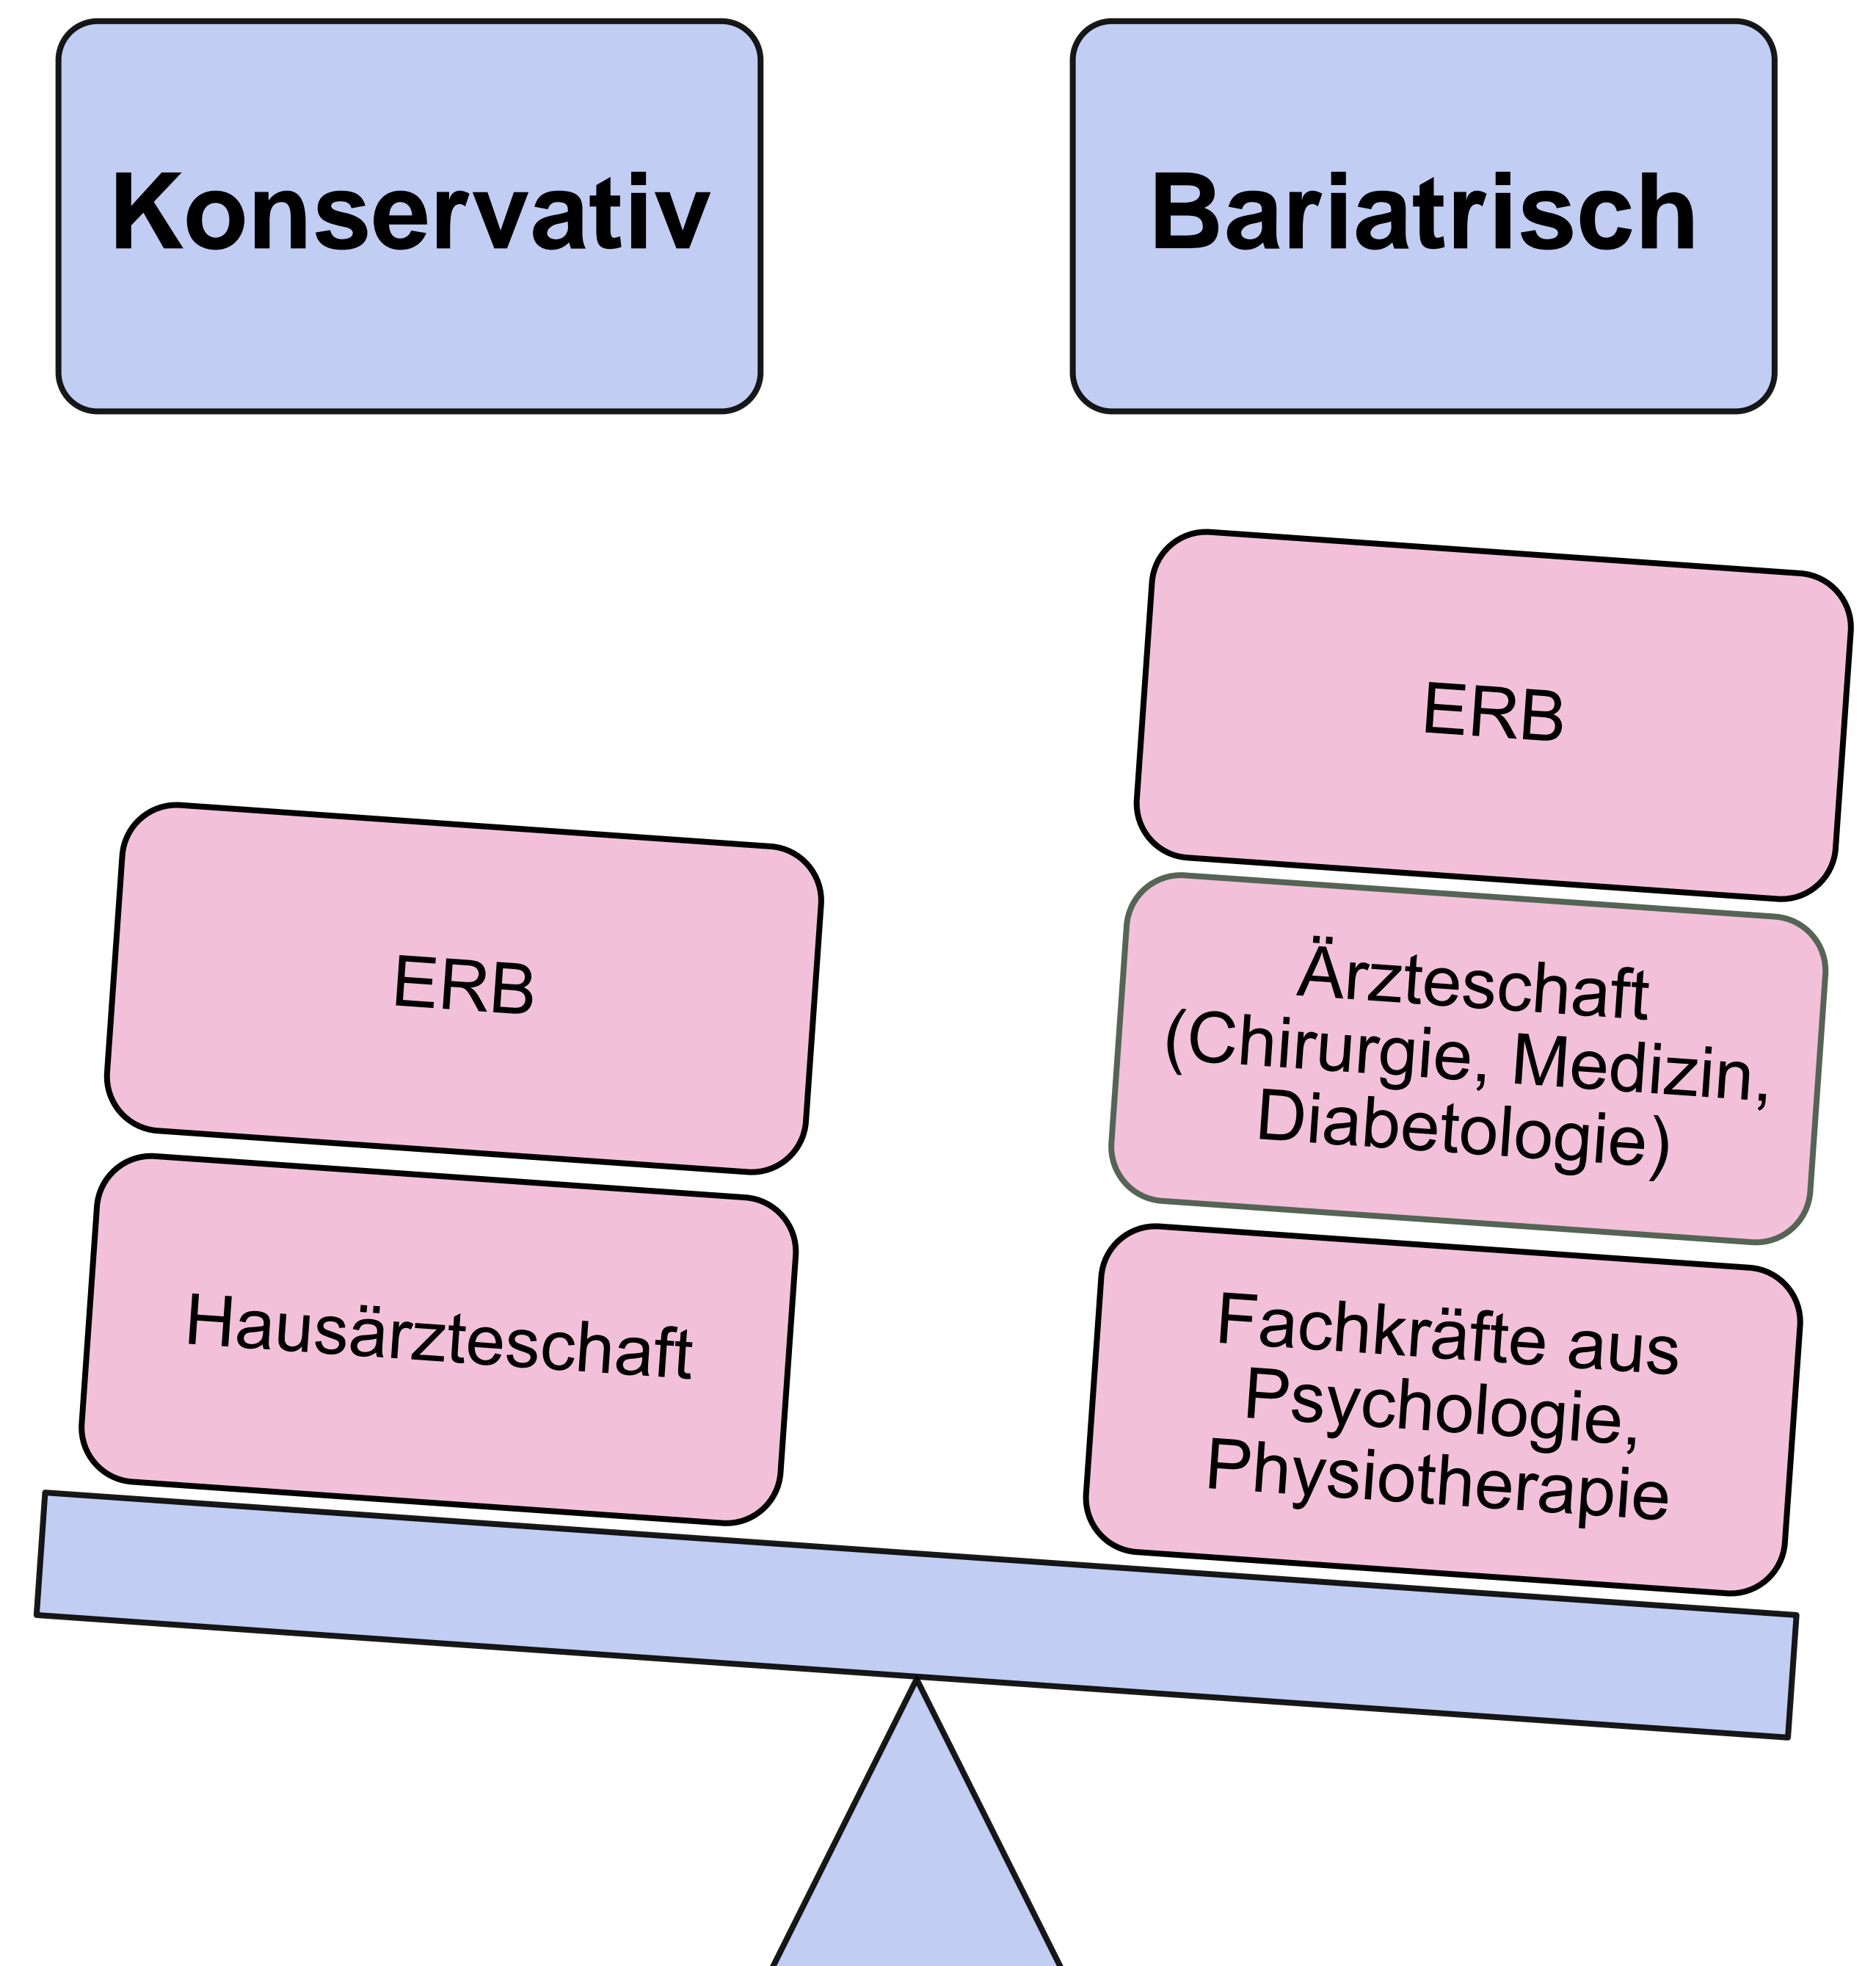 Konservativ
Bariatrisch
ERB
Hausärzteschaft
ERB
Ärzteschaft
(Chirurgie, Medizin,
Diabetologie)
Fachkräfte aus
Psychologie,
Physiotherapie